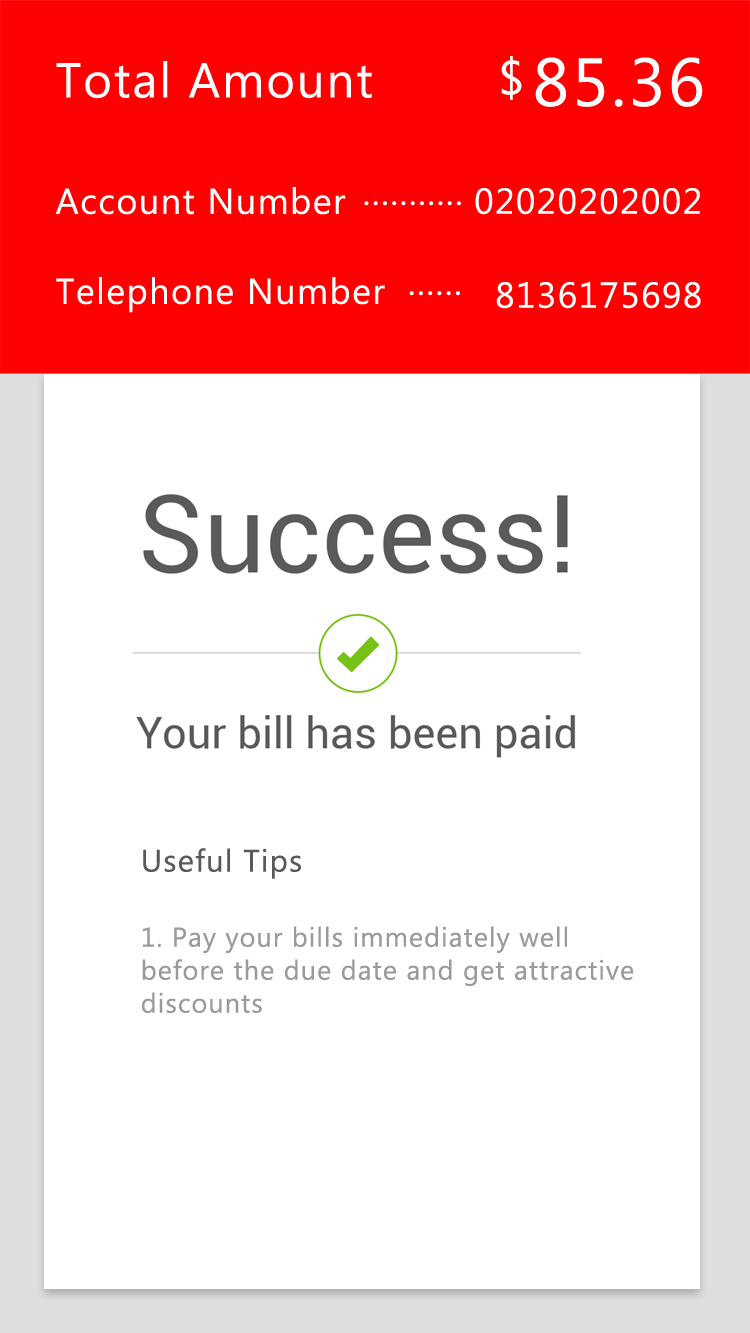 Total Amount $85.36
Account Number ··········· 02020202002
Telephone Number ······ 8136175698
Success!
Your bill has been paid
Useful Tips
1. Pay your bills immediately well
before the due date and get attractive
discounts